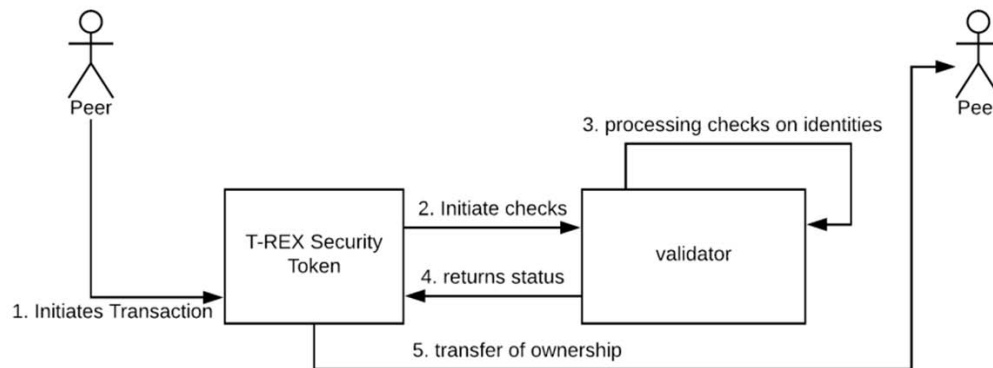 Peer
Pee
3. processing checks on identities
2. Initiate checks
T-REX Security
Token
validator
4. returns status
1. Initiates Transaction
5. transfer of ownership